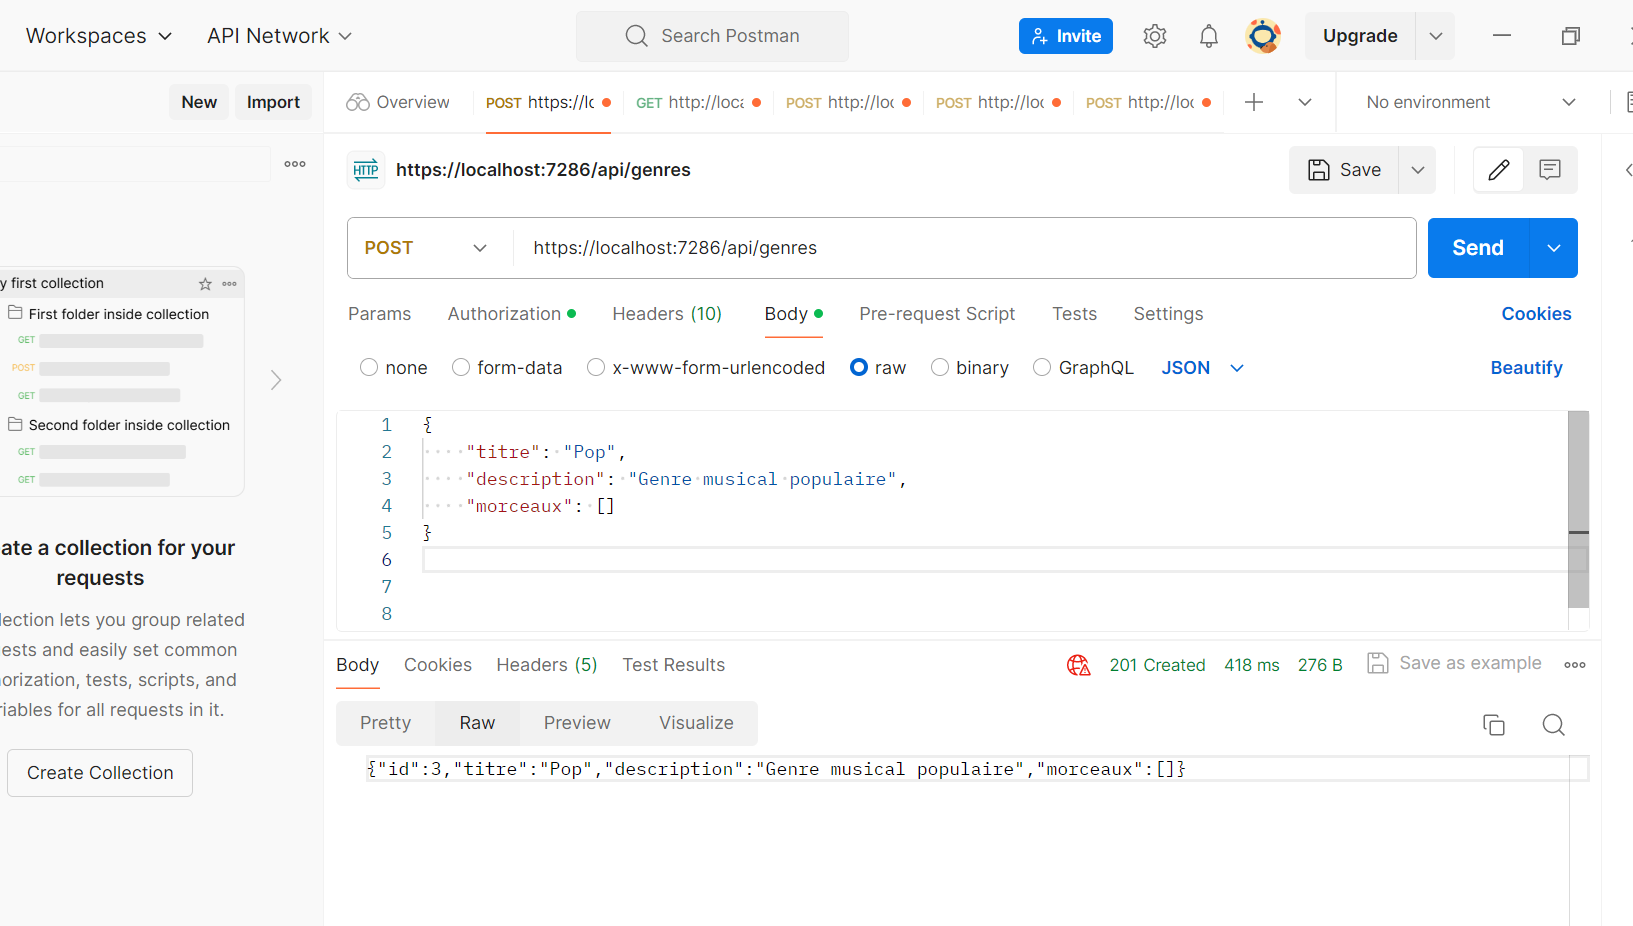 Workspaces
API Network
Search Postman
Invite
Upgrade
New
Import
Overview
POST https://lo
GET http://loca
POST http://loc
POST http://loc
POST http://loc
No environment
HTTP
https://localhost:7286/api/genres
Save
POST
https://localhost:7286/api/genres
Send
y first collection
First folder inside collection
GET
POST
GET
Second folder inside collection
GET
GET
ate a collection for your
requests
lection lets you group related
ests and easily set common
orization, tests, scripts, and
riables for all requests in it.
Create Collection
Params
Authorization
Headers (10)
Body
Pre-request Script
Tests
Settings
Cookies
none
form-data
x-www-form-urlencoded
raw
binary
GraphQL
JSON
Beautify
1 {
2 "titre": "Pop",
3 "description": "Genre musical populaire",
4 "morceaux": []
5 }
6
7
8
Body
Cookies
Headers (5)
Test Results
201 Created
418 ms
276 B
Save as example
Pretty
Raw
Preview
Visualize
{"id":3,"titre":"Pop","description":"Genre musical populaire","morceaux":[]}